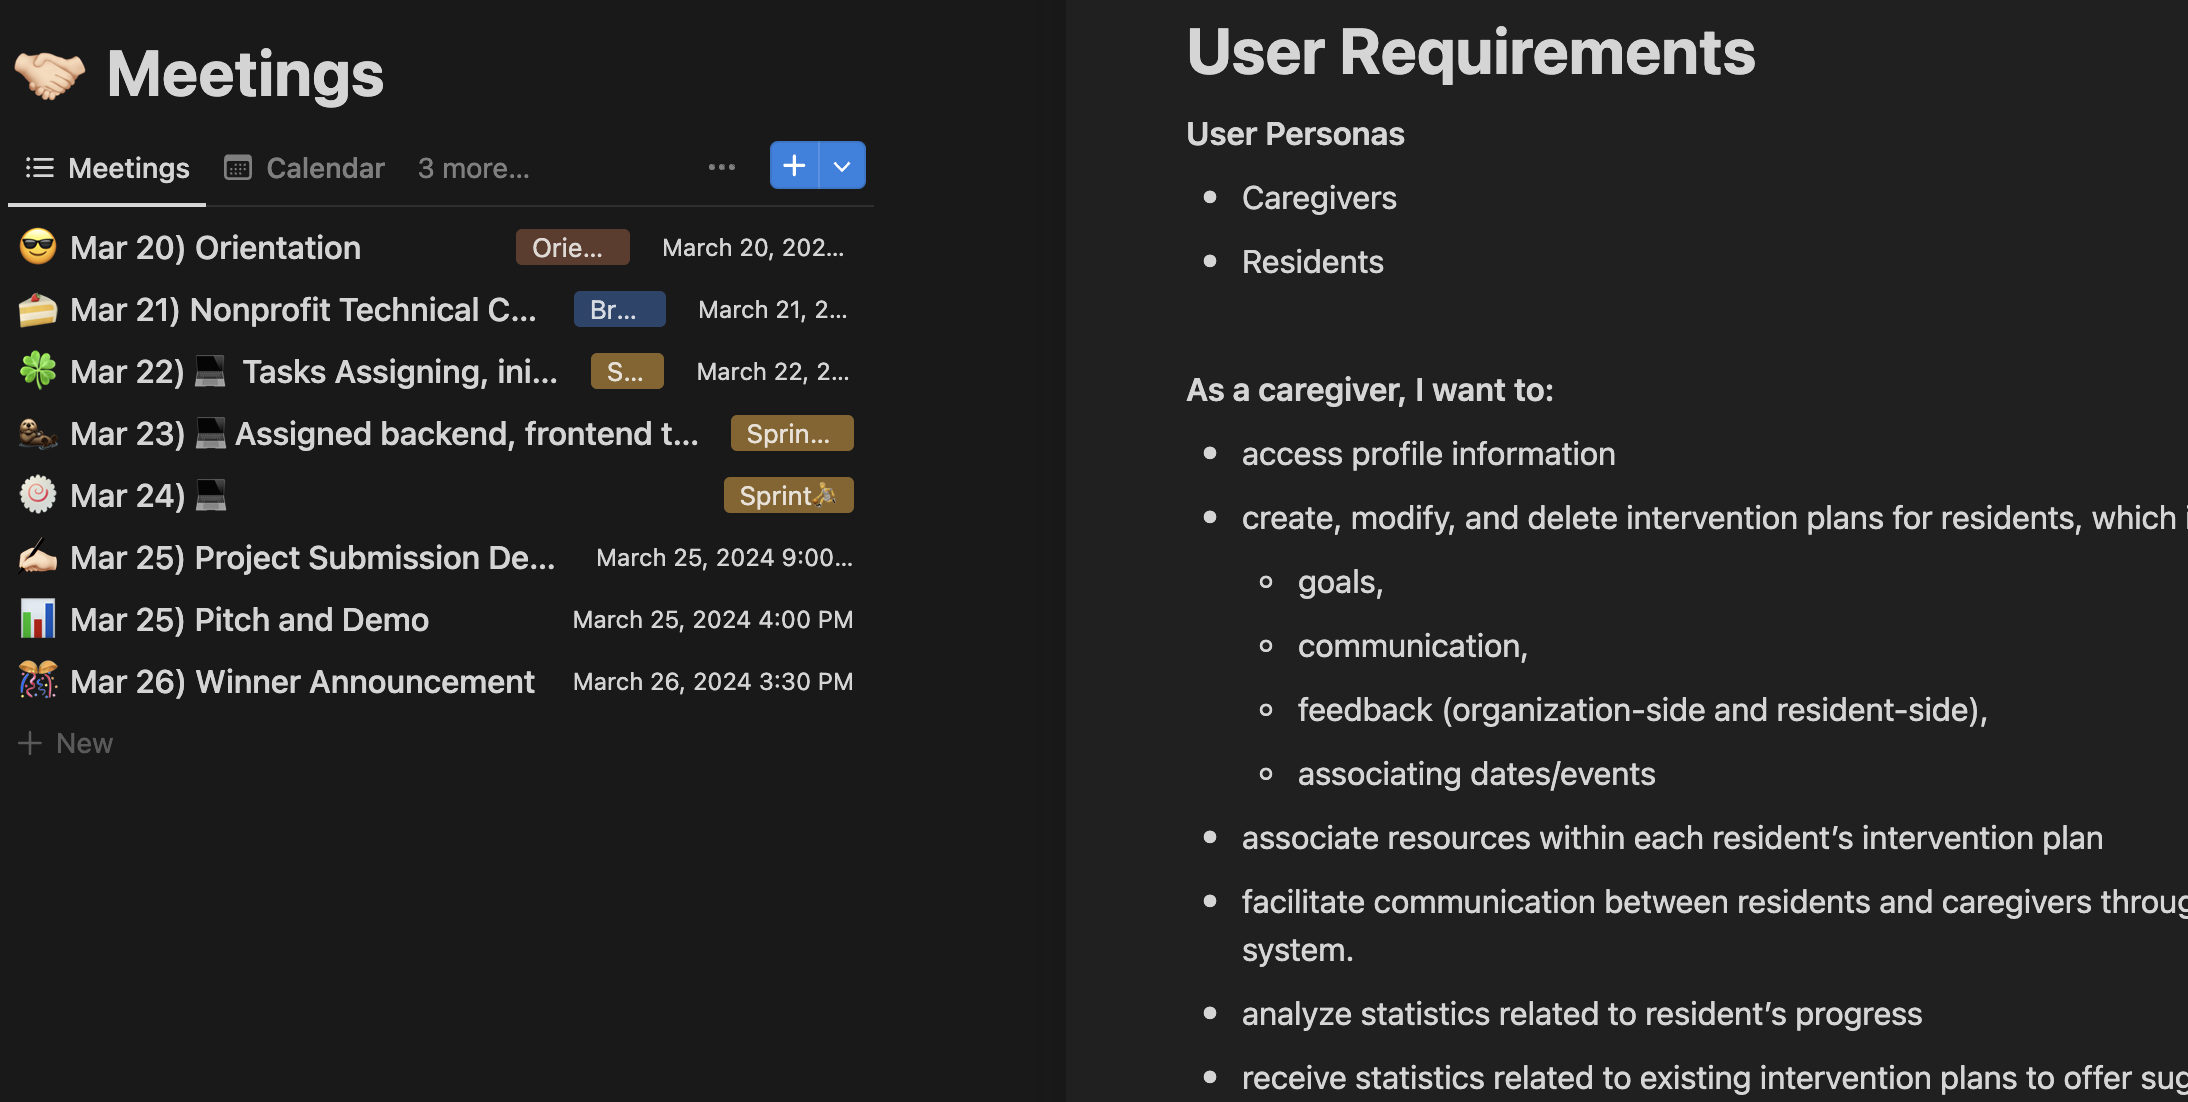 Meetings
Meetings Calendar 3 more...
Mar 20) Orientation Orie... March 20, 202...
Mar 21) Nonprofit Technical C... Br... March 21, 2...
Mar 22) Tasks Assigning, ini... S... March 22, 2...
Mar 23) Assigned backend, frontend t... Sprin...
Mar 24) Sprint
Mar 25) Project Submission De... March 25, 2024 9:00...
Mar 25) Pitch and Demo March 25, 2024 4:00 PM
Mar 26) Winner Announcement March 26, 2024 3:30 PM
+ New
User Requirements
User Personas
• Caregivers
• Residents
As a caregiver, I want to:
• access profile information
• create, modify, and delete intervention plans for residents, which
◦ goals,
◦ communication,
◦ feedback (organization-side and resident-side),
◦ associating dates/events
• associate resources within each resident’s intervention plan
• facilitate communication between residents and caregivers throug
system.
• analyze statistics related to resident’s progress
• receive statistics related to existing intervention plans to offer sug